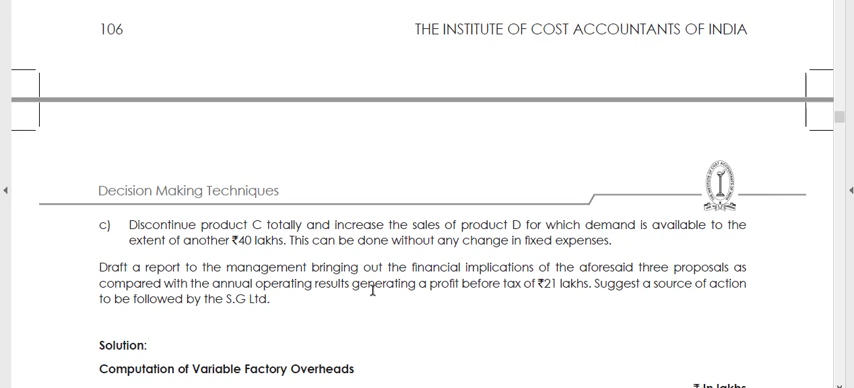 106
THE INSTITUTE OF COST ACCOUNTANTS OF INDIA
Decision Making Techniques
c) Discontinue product C totally and increase the sales of product D for which demand is available to the
extent of another ₹40 lakhs. This can be done without any change in fixed expenses.
Draft a report to the management bringing out the financial implications of the aforesaid three proposals as
compared with the annual operating results generating a profit before tax of ₹21 lakhs. Suggest a source of action
to be followed by the S.G Ltd.
Solution:
Computation of Variable Factory Overheads
₹ In lakhs